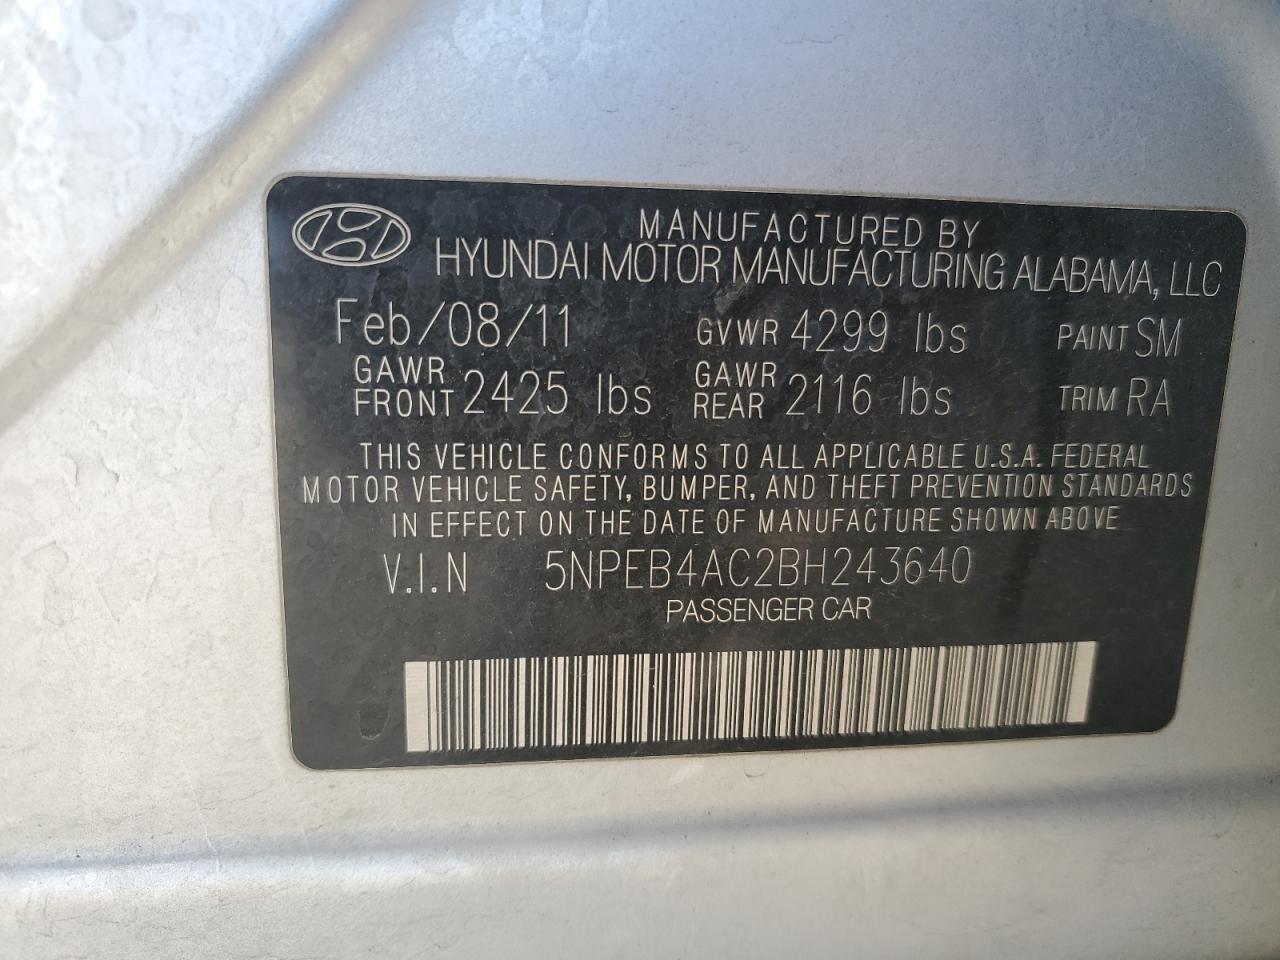 MANUFACTURED BY
HYUNDAI MOTOR MANUFACTURING ALABAMA, LLC
Feb/08/11 GVWR 4299 lbs PAINT SM
GAWR FRONT 2425 lbs GAWR REAR 2116 lbs TRIM RA
THIS VEHICLE CONFORMS TO ALL APPLICABLE U.S.A. FEDERAL
MOTOR VEHICLE SAFETY, BUMPER, AND THEFT PREVENTION STANDARDS
IN EFFECT ON THE DATE OF MANUFACTURE SHOWN ABOVE
V.I.N 5NPEB4AC2BH243640
PASSENGER CAR